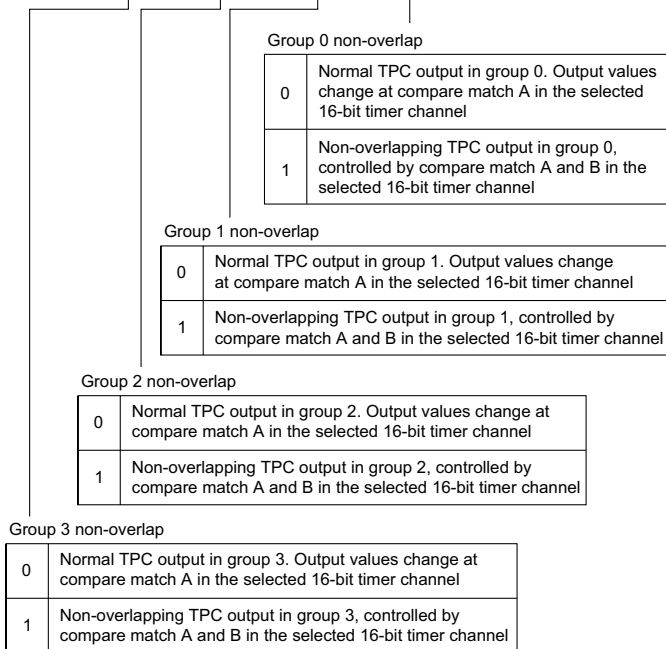 Group 0 non-overlap
0
Normal TPC output in group 0. Output values
change at compare match A in the selected
16-bit timer channel
1
Non-overlapping TPC output in group 0,
controlled by compare match A and B in the
selected 16-bit timer channel
Group 1 non-overlap
0
Normal TPC output in group 1. Output values change
at compare match A in the selected 16-bit timer channel
1
Non-overlapping TPC output in group 1, controlled by
compare match A and B in the selected 16-bit timer channel
Group 2 non-overlap
0
Normal TPC output in group 2. Output values change at
compare match A in the selected 16-bit timer channel
1
Non-overlapping TPC output in group 2, controlled by
compare match A and B in the selected 16-bit timer channel
Group 3 non-overlap
0
Normal TPC output in group 3. Output values change at
compare match A in the selected 16-bit timer channel
1
Non-overlapping TPC output in group 3, controlled by
compare match A and B in the selected 16-bit timer channel